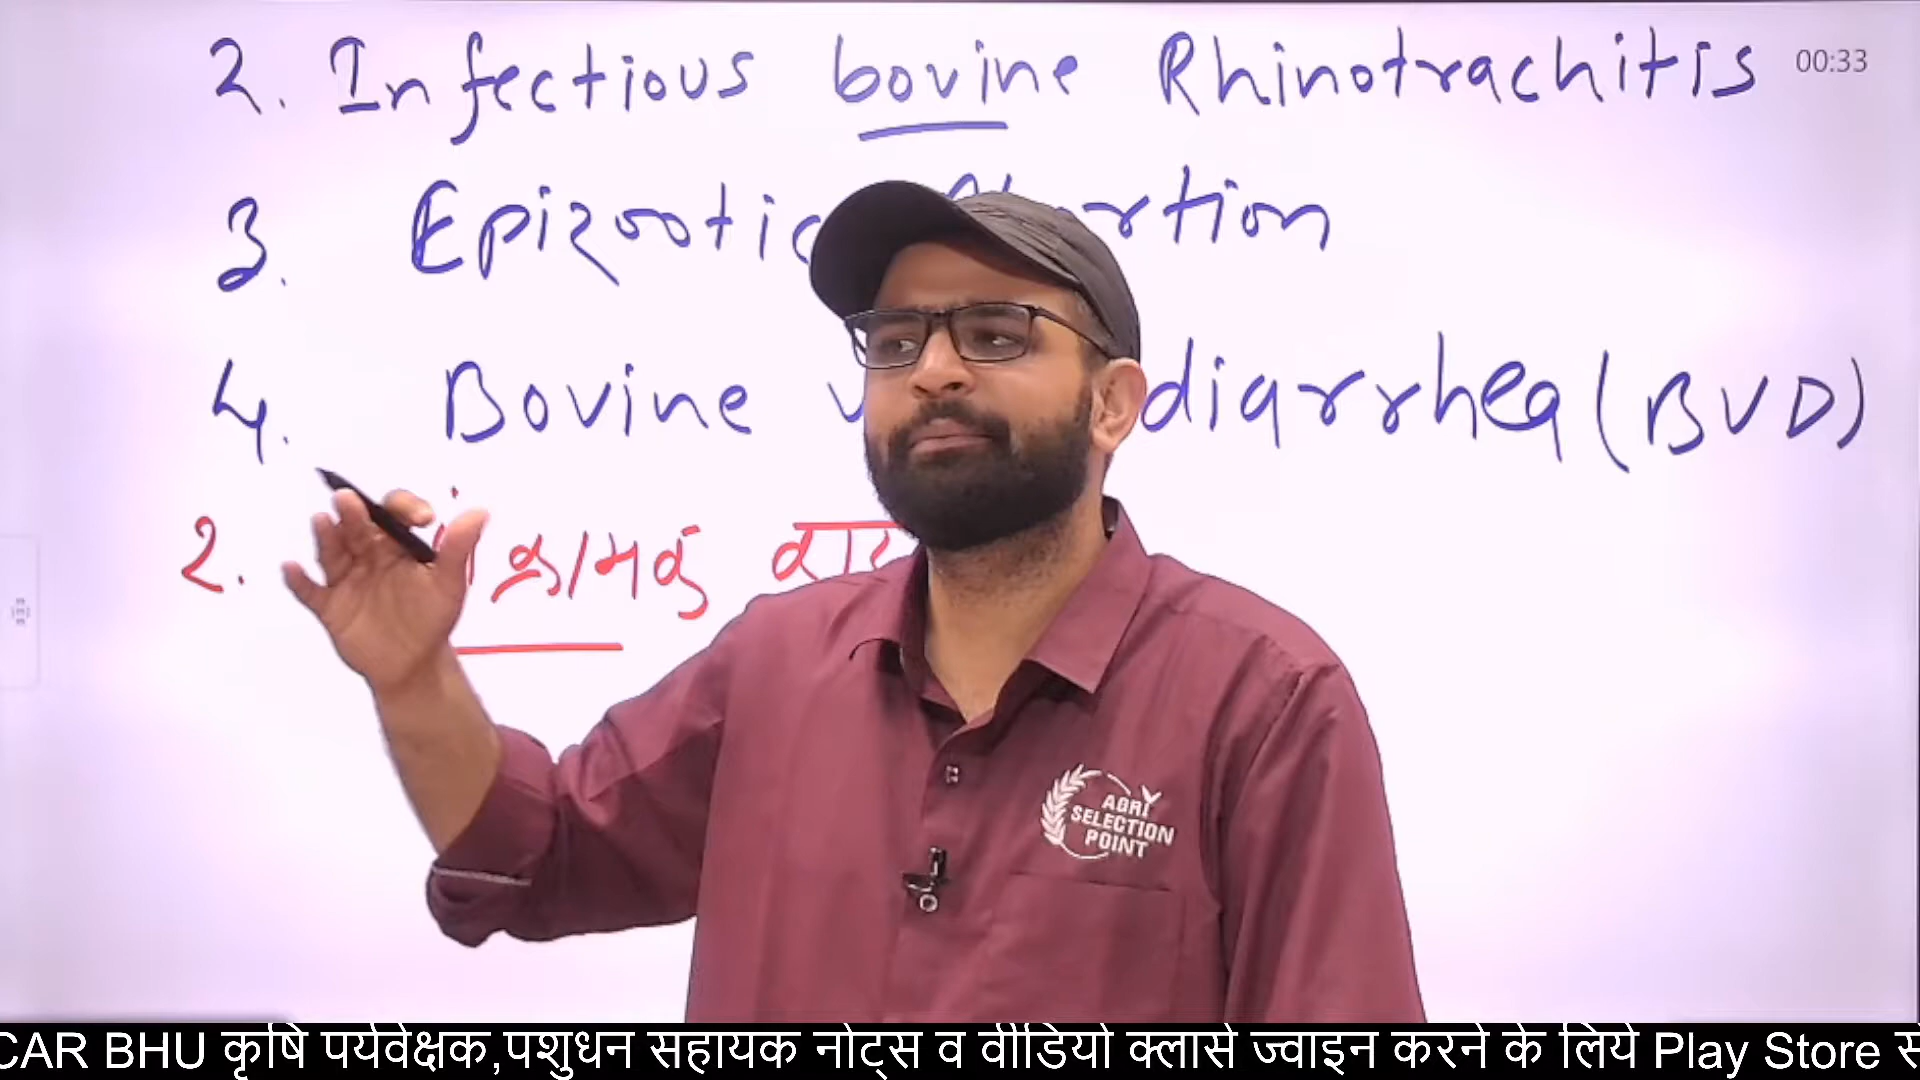 2. Infectious bovine Rhinotrachitis 00:33
3. Epizootic
4. Bovine diarrhea (BVD)
2.
AGRI
SELECTION
POINT
CAR BHU कृषि पर्यवेक्षक,पशुधन सहायक नोट्स व वीडियो क्लासे ज्वाइन करने के लिये Play Store से